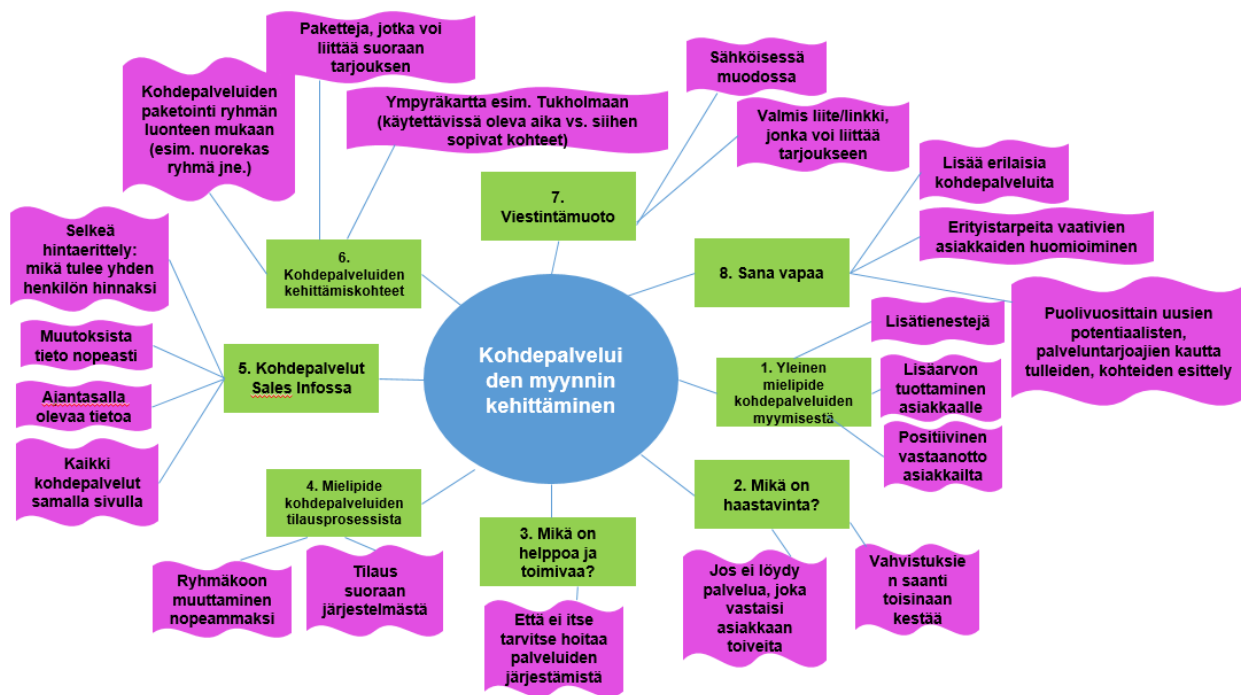 Paketteja, jotka voi
liittää suoraan
tarjouksen
Kohdepalveluiden
paketointi ryhmän
luonteen mukaan
(esim. nuorekas
ryhmä jne.)
Ympyräkartta esim. Tukholmaan
(käytettävissä oleva aika vs. siihen
sopivat kohteet)
Sähköisessä
muodossa
Valmis liite/linkki,
jonka voi liittää
tarjoukseen
Lisää erilaisia
kohdepalveluita
Erityistarpeita vaativien
asiakkaiden huomioiminen
Puolivuosittain uusien
potentiaalisten,
palveluntarjoajien kautta
tulleiden, kohteiden esittely
7.
Viestintämuoto
8. Sana vapaa
6.
Kohdepalveluiden
kehittämiskohteet
Selkeä
hintaerittely:
mikä tulee yhden
henkilön hinnaksi
Muutoksista
tieto nopeasti
Ajantasalla
olevaa tietoa
Kaikki
kohdepalvelut
samalla sivulla
5. Kohdepalvelut
Sales Infossa
Kohdepalvelui
den myynnin
kehittäminen
1. Yleinen
mielipide
kohdepalveluiden
myymisestä
Lisätienestejä
Lisäarvon
tuottaminen
asiakkaalle
Positiivinen
vastaanotto
asiakkailta
2. Mikä on
haastavinta?
Jos ei löydy
palvelua, joka
vastaisi
asiakkaan
toiveita
Vahvistuksie
n saanti
toisinaan
kestää
3. Mikä on
helppoa ja
toimivaa?
Että ei itse
tarvitse hoitaa
palveluiden
järjestämistä
4. Mielipide
kohdepalveluiden
tilausprosessista
Ryhmäkoon
muuttaminen
nopeammaksi
Tilaus
suoraan
järjestelmästä